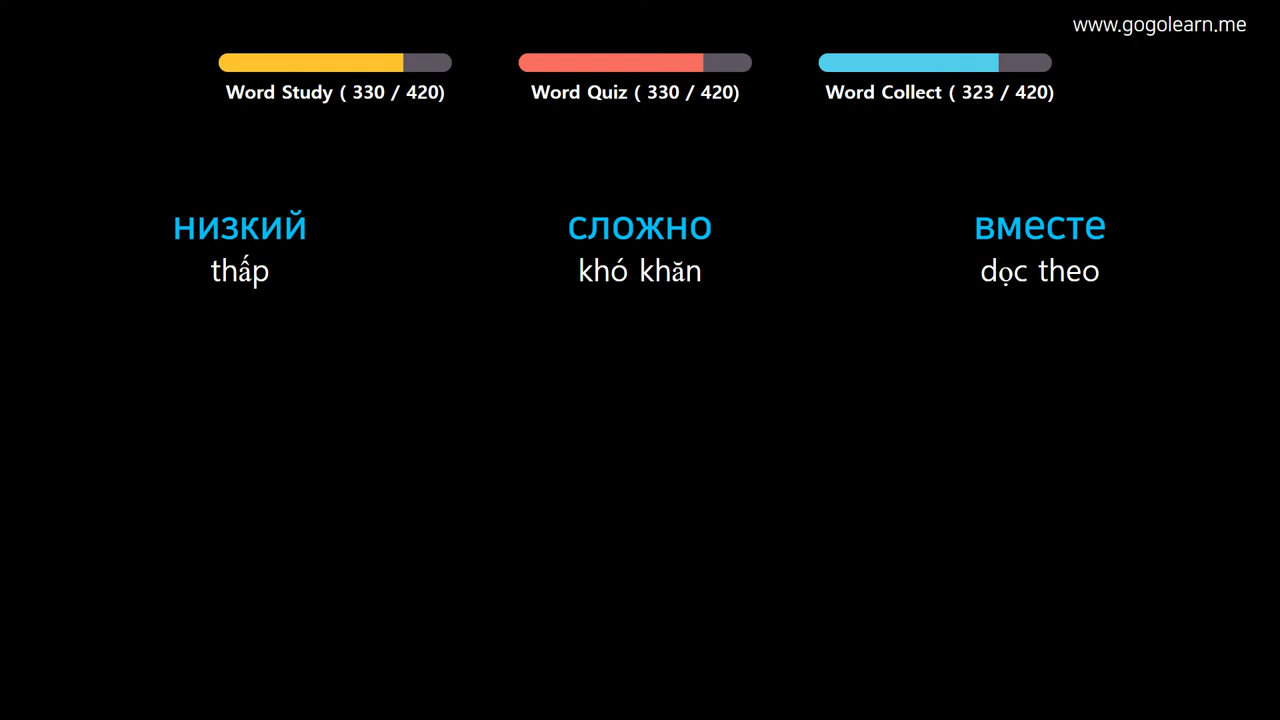 www.gogolearn.me
Word Study ( 330 / 420)
Word Quiz ( 330 / 420)
Word Collect ( 323 / 420)
низкий
thấp
сложно
khó khăn
вместе
dọc theo